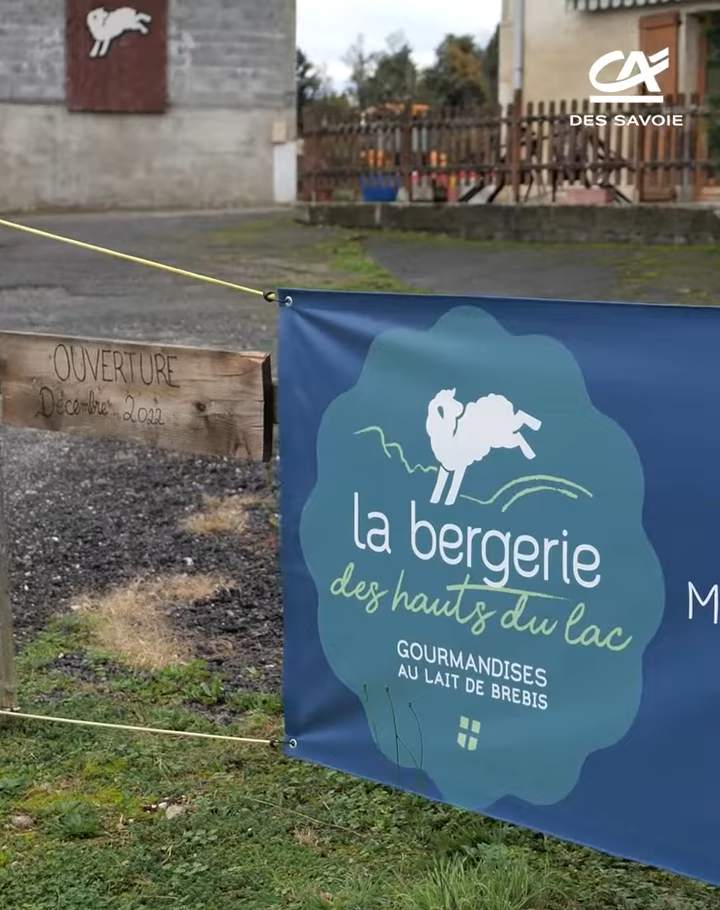 CA
DES SAVOIE
OUVERTURE
Décembre 2022
la bergerie
des hauts du lac
GOURMANDISES
AU LAIT DE BREBIS
M